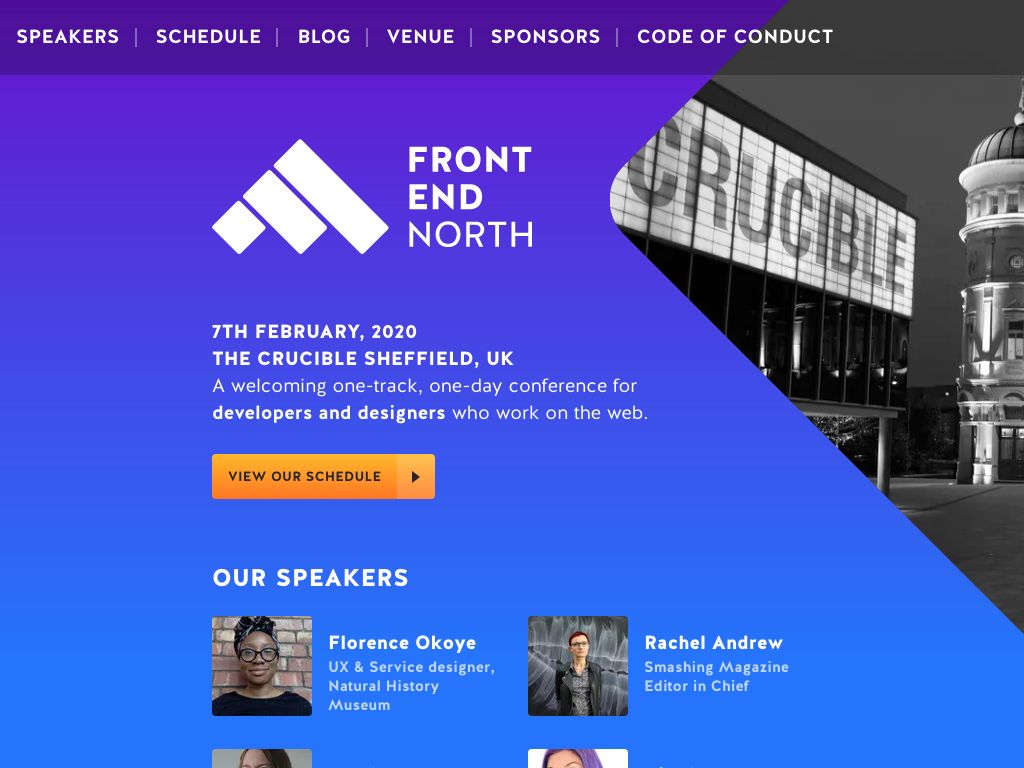 SPEAKERS | SCHEDULE | BLOG | VENUE | SPONSORS | CODE OF CONDUCT
FRONT
END
NORTH
CRUCIBLE
7TH FEBRUARY, 2020
THE CRUCIBLE SHEFFIELD, UK
A welcoming one-track, one-day conference for
developers and designers who work on the web.
VIEW OUR SCHEDULE
OUR SPEAKERS
Florence Okoye
UX & Service designer,
Natural History
Museum
Rachel Andrew
Smashing Magazine
Editor in Chief